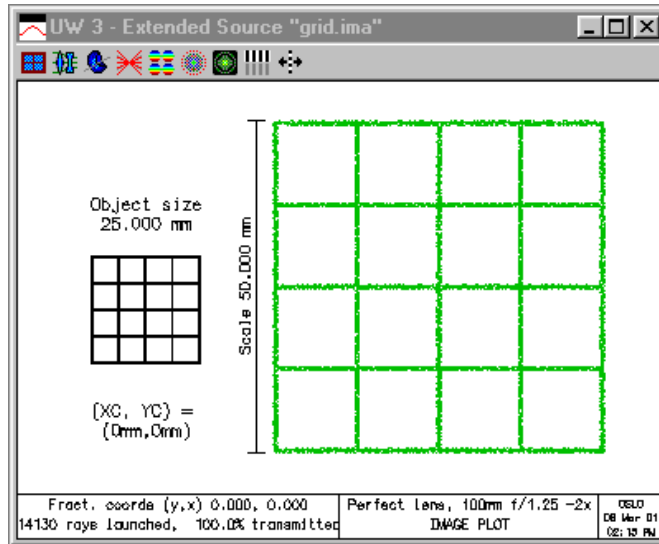 UW 3 - Extended Source "grid.ima"
Object size
25.000 mm
Scale 50.000 mm
(XC, YC) =
(0mm,0mm)
Fract. coords (y,x) 0.000, 0.000
14130 rays launched, 100.0% transmitted
Perfect lens, 100mm f/1.25 -2x
IMAGE PLOT
OSLO
08 Mar 01
02:15 PM